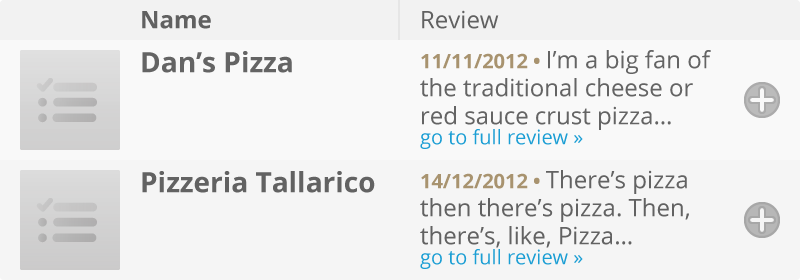 Name Review
Dan’s Pizza
11/11/2012 • I’m a big fan of
the traditional cheese or
red sauce crust pizza...
go to full review »
Pizzeria Tallarico
14/12/2012 • There’s pizza
then there’s pizza. Then,
there’s, like, Pizza...
go to full review »